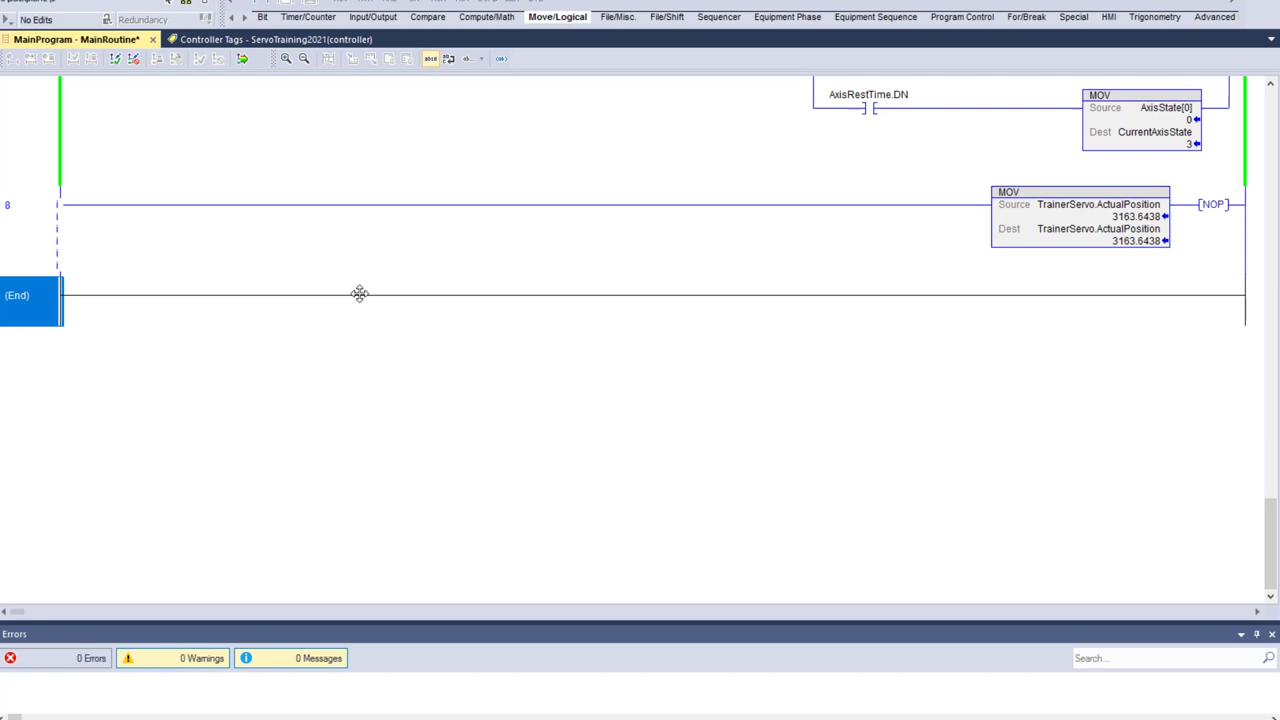 No Edits
Redundancy
Bit Timer/Counter Input/Output Compare Compute/Math Move/Logical File/Misc. File/Shift Sequencer Equipment Phase Equipment Sequence Program Control For/Break Special HMI Trigonometry Advanced
MainProgram - MainRoutine*
Controller Tags - ServoTraining2021(controller)
AxisRestTime.DN
MOV
Source AxisState[0]
0
Dest CurrentAxisState
3
8
MOV
Source TrainerServo.ActualPosition
3163.6438
Dest TrainerServo.ActualPosition
3163.6438
NOP
(End)
Errors
0 Errors
0 Warnings
0 Messages
Search...